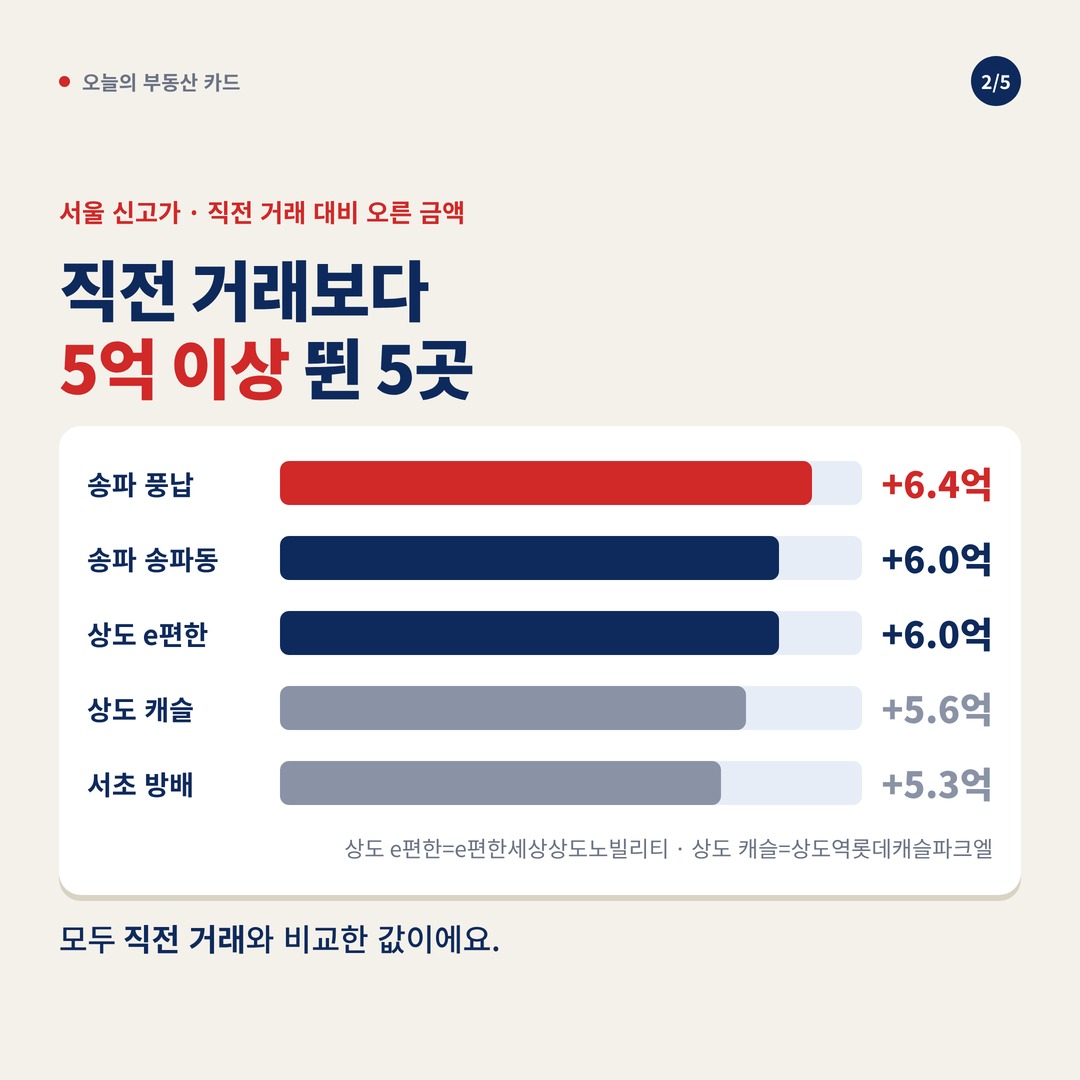 오늘의 부동산 카드
2/5
서울 신고가 · 직전 거래 대비 오른 금액
직전 거래보다
5억 이상 뛴 5곳
송파 풍납 +6.4억
송파 송파동 +6.0억
상도 e편한 +6.0억
상도 캐슬 +5.6억
서초 방배 +5.3억
상도 e편한=e편한세상상도노빌리티 · 상도 캐슬=상도역롯데캐슬파크엘
모두 직전 거래와 비교한 값이에요.